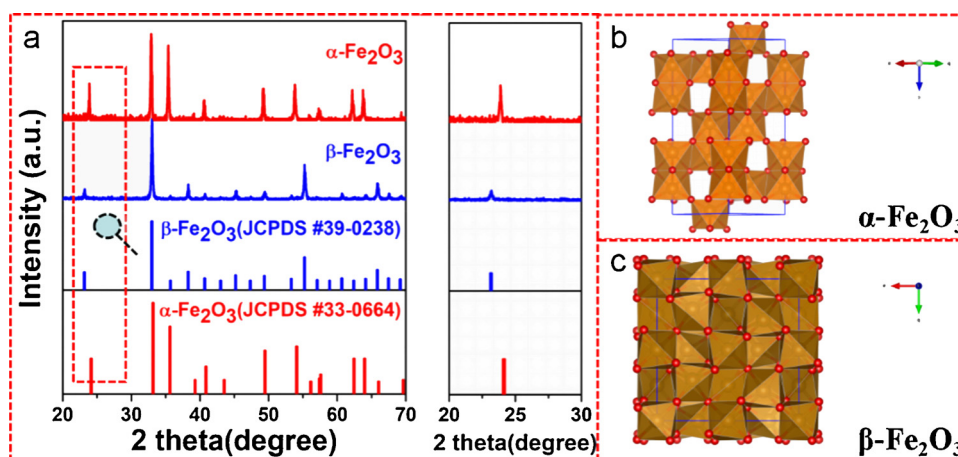 a
Intensity (a.u.)
α-Fe₂O₃
β-Fe₂O₃
β-Fe₂O₃(JCPDS #39-0238)
α-Fe₂O₃(JCPDS #33-0664)
20 30 40 50 60 70
2 theta(degree)
20 25 30
2 theta(degree)
b
α-Fe₂O₃
c
β-Fe₂O₃